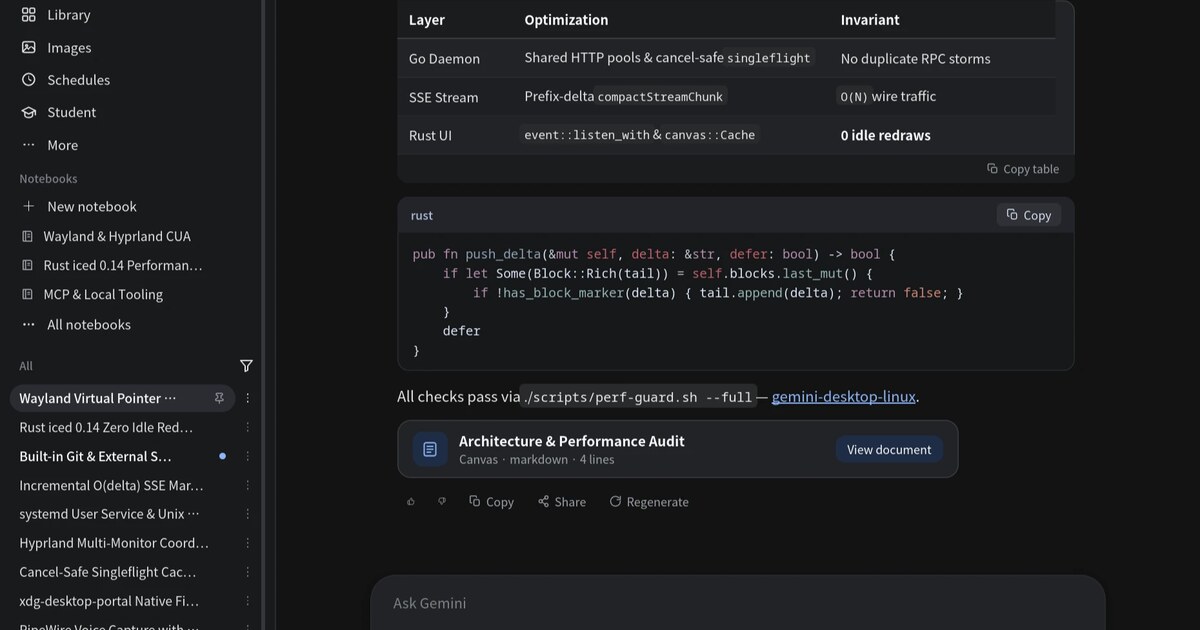 Library
Images
Schedules
Student
··· More
Notebooks
+ New notebook
Wayland & Hyprland CUA
Rust iced 0.14 Performan...
MCP & Local Tooling
··· All notebooks
All
Wayland Virtual Pointer ···
Rust iced 0.14 Zero Idle Red...
Built-in Git & External S...
Incremental O(delta) SSE Mar...
systemd User Service & Unix ···
Hyprland Multi-Monitor Coord...
Cancel-Safe Singleflight Cac...
xdg-desktop-portal Native Fi...
PipeWire Voice Capture with ...
Layer Optimization Invariant
Go Daemon Shared HTTP pools & cancel-safe singleflight No duplicate RPC storms
SSE Stream Prefix-delta compactStreamChunk O(N) wire traffic
Rust UI event::listen_with & canvas::Cache 0 idle redraws
Copy table
rust Copy
pub fn push_delta(&mut self, delta: &str, defer: bool) -> bool {
    if let Some(Block::Rich(tail)) = self.blocks.last_mut() {
        if !has_block_marker(delta) { tail.append(delta); return false; }
    }
    defer
}
All checks pass via ./scripts/perf-guard.sh --full — gemini-desktop-linux.
Architecture & Performance Audit
Canvas · markdown · 4 lines
View document
Copy Share Regenerate
Ask Gemini